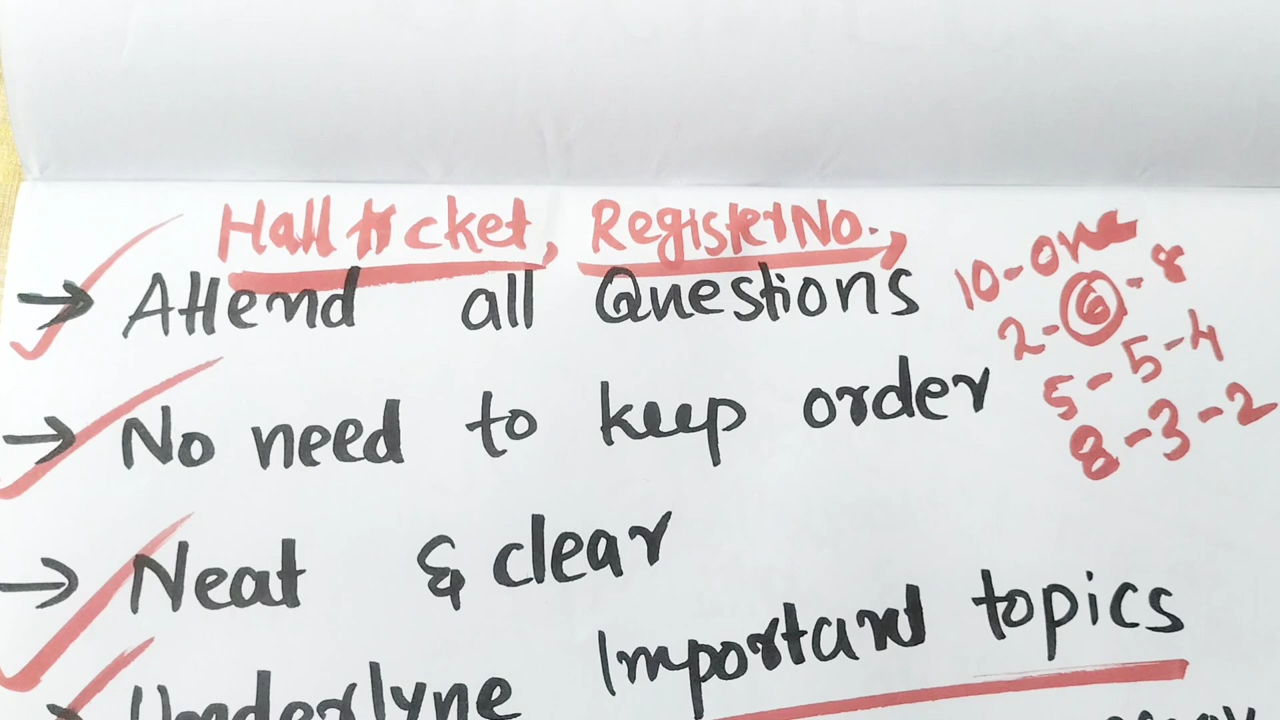 Hall ticket, Register No.,
→ Attend all Questions
10-one
2-6-8
5-5-4
8-3-2
→ No need to keep order
→ Neat & clear
→ Underlyne Important topics